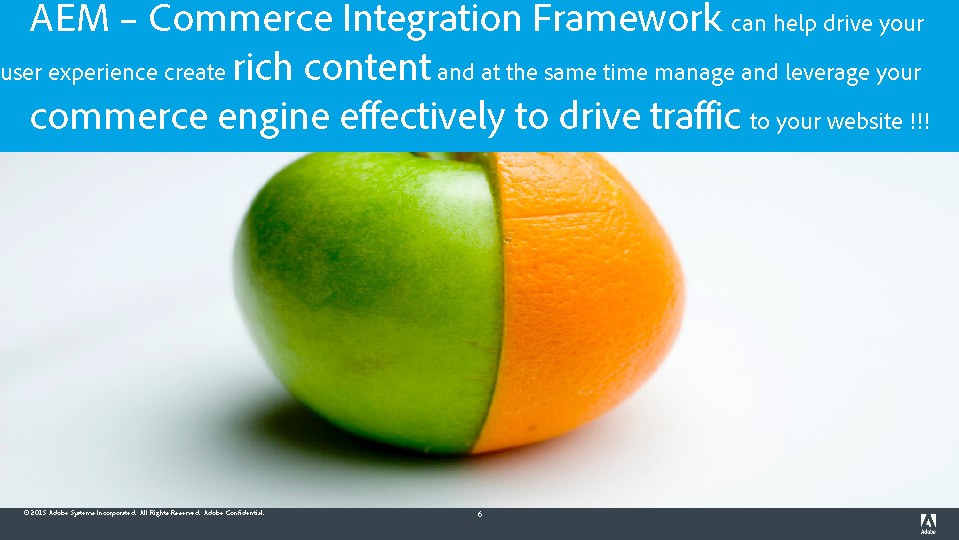 AEM – Commerce Integration Framework can help drive your
user experience create rich content and at the same time manage and leverage your
commerce engine effectively to drive traffic to your website !!!
© 2015 Adobe Systems Incorporated. All Rights Reserved. Adobe Confidential.
6
Adobe